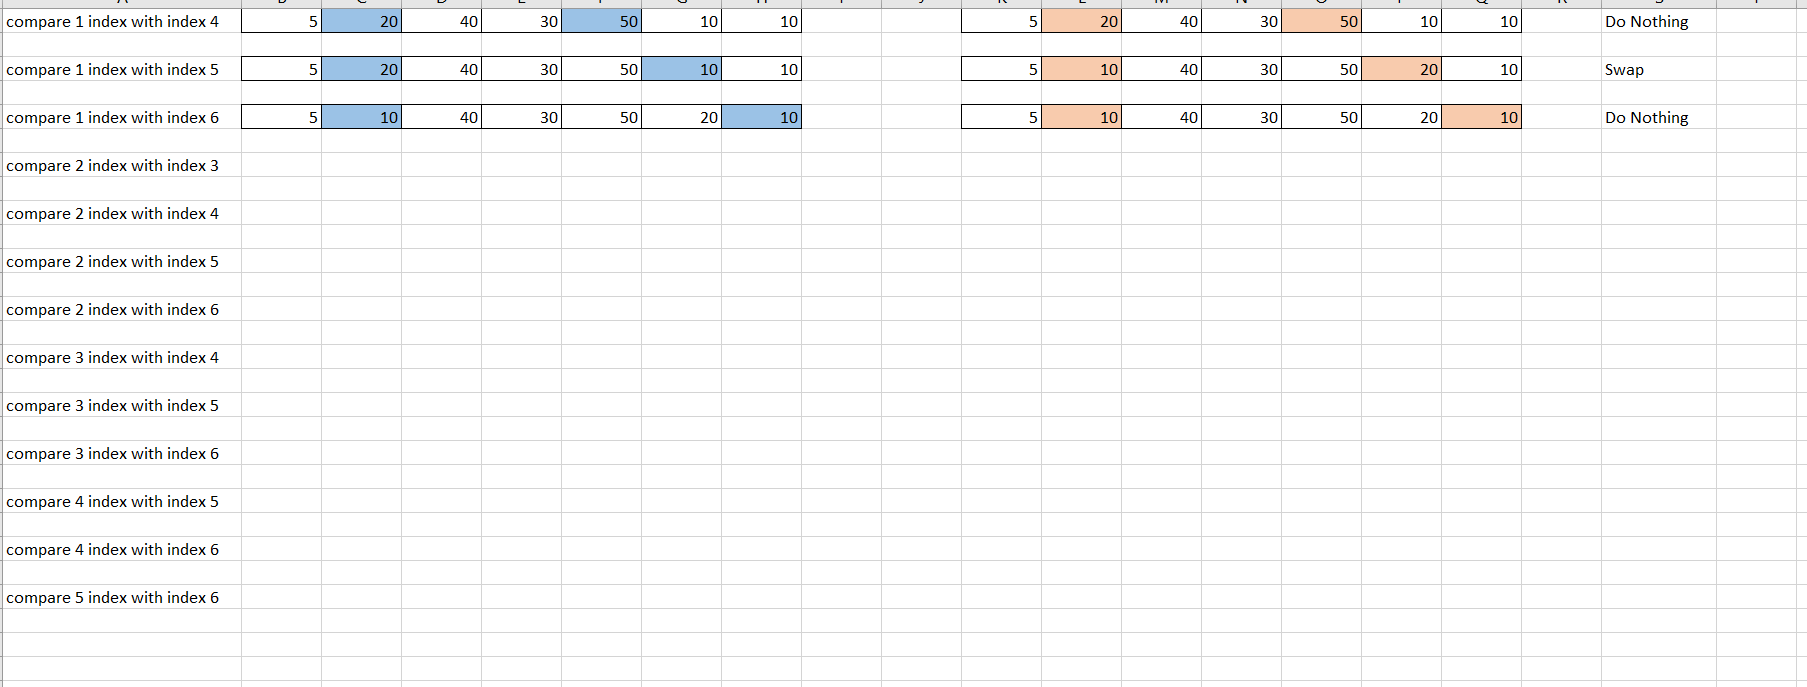 compare 1 index with index 4 5 20 40 30 50 10 10 5 20 40 30 50 10 10 Do Nothing
compare 1 index with index 5 5 20 40 30 50 10 10 5 10 40 30 50 20 10 Swap
compare 1 index with index 6 5 10 40 30 50 20 10 5 10 40 30 50 20 10 Do Nothing
compare 2 index with index 3
compare 2 index with index 4
compare 2 index with index 5
compare 2 index with index 6
compare 3 index with index 4
compare 3 index with index 5
compare 3 index with index 6
compare 4 index with index 5
compare 4 index with index 6
compare 5 index with index 6